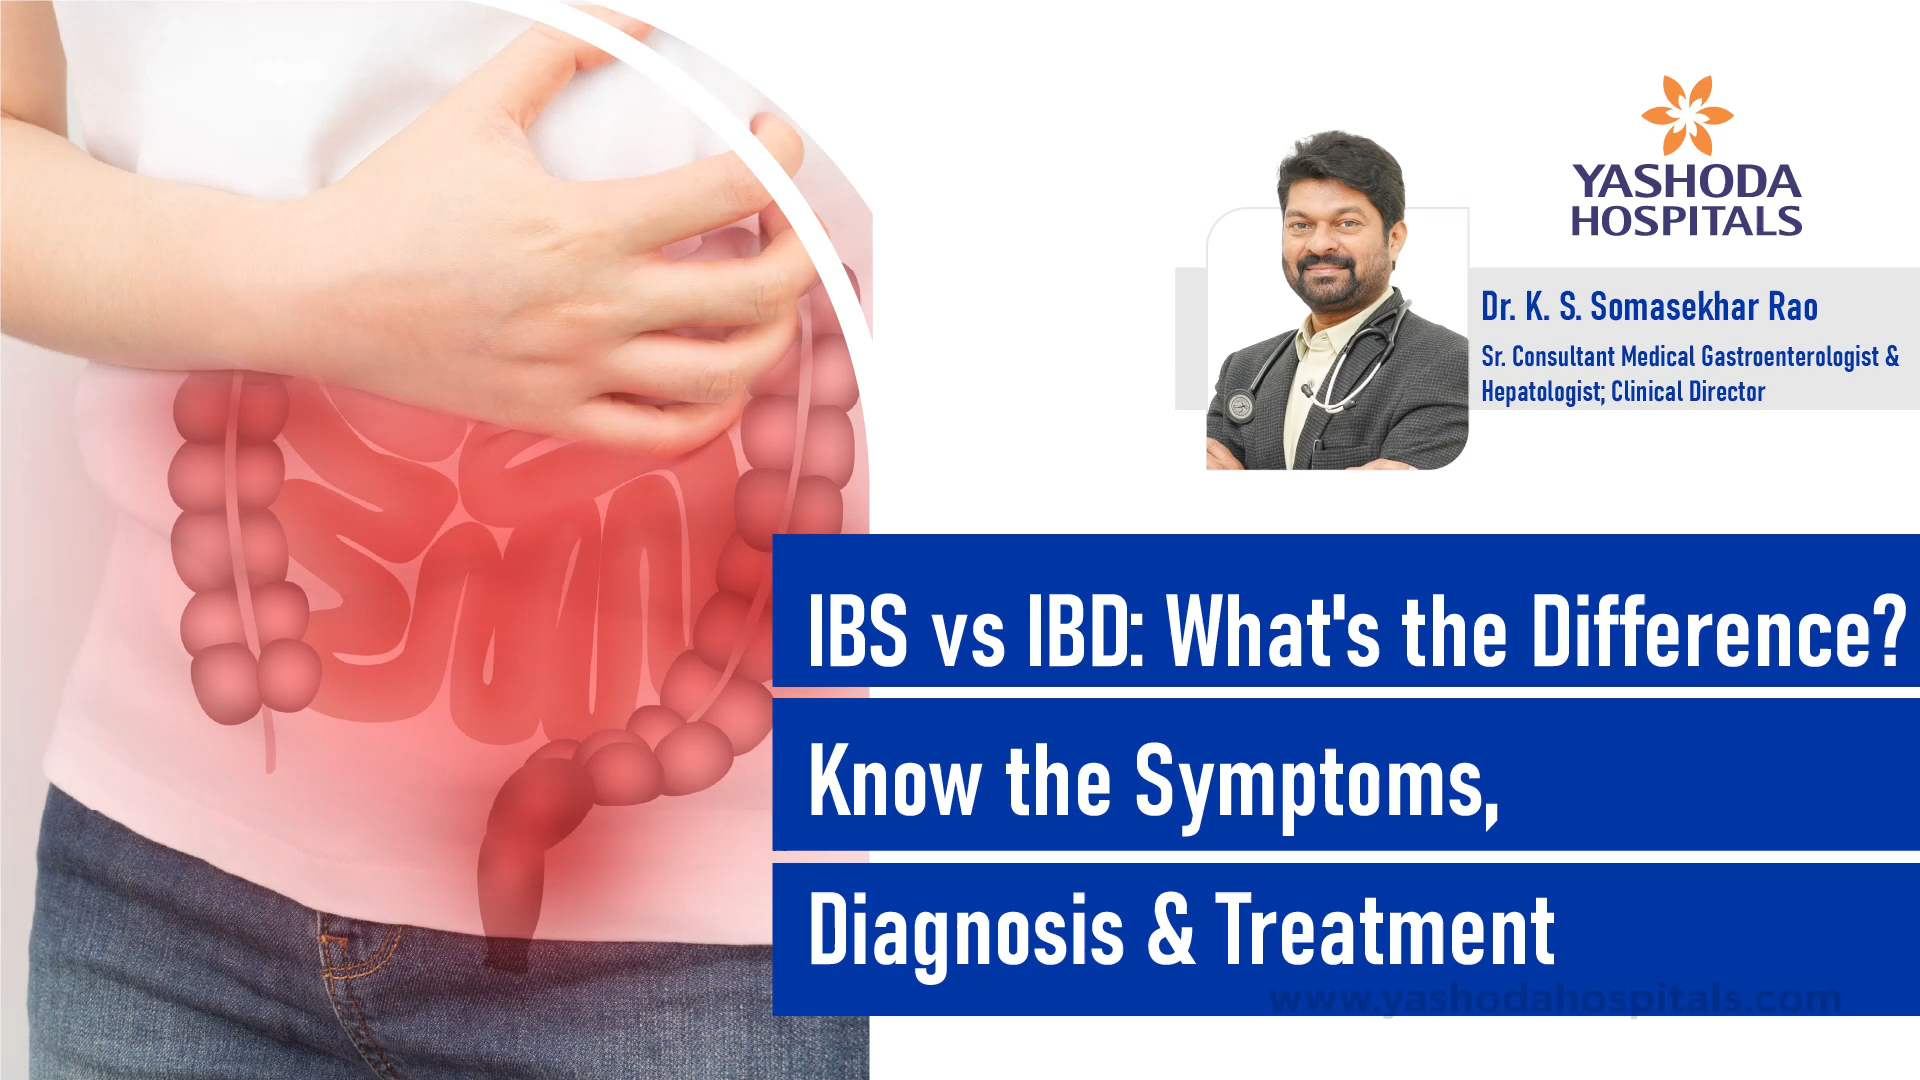 YASHODA
HOSPITALS
Dr. K. S. Somasekhar Rao
Sr. Consultant Medical Gastroenterologist &
Hepatologist; Clinical Director
IBS vs IBD: What's the Difference?
Know the Symptoms,
Diagnosis & Treatment
www.yashodahospitals.com